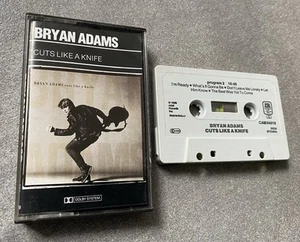 BRYAN ADAMS
CUTS LIKE A KNIFE
BRYAN ADAMS cuts like a knife
DOLBY SYSTEM
program 2
I'm Ready • What's It Gonna Be • Don't Leave Me Lonely • Let
Him Know • The Best Was Yet To Come
BRYAN ADAMS
CUTS LIKE A KNIFE